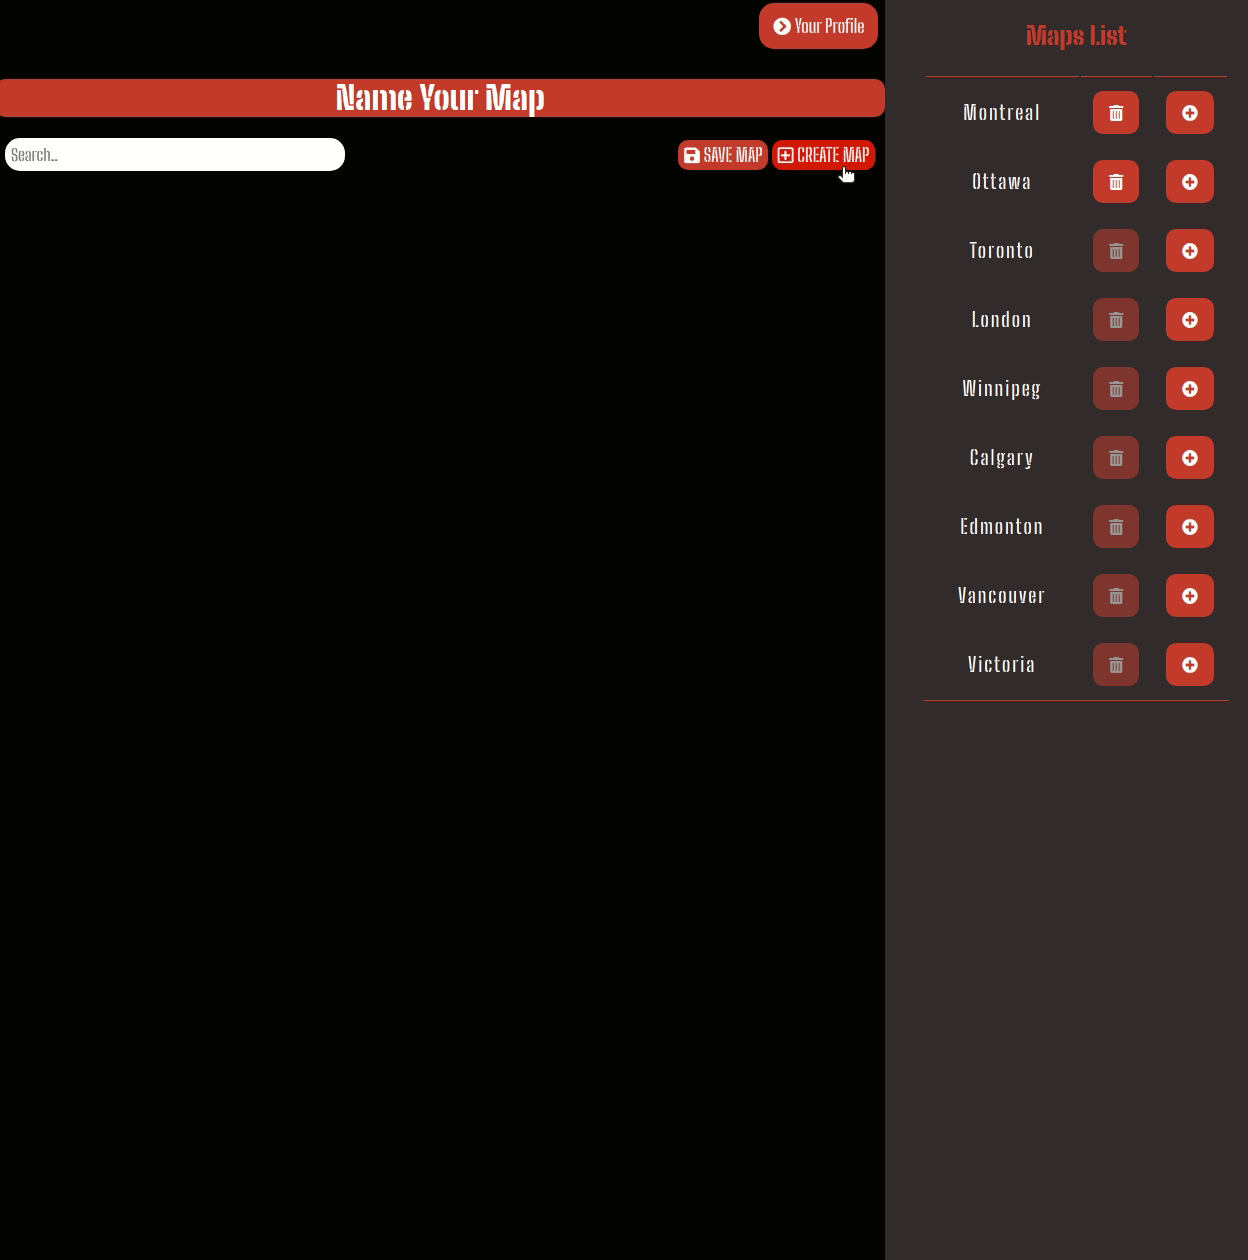 Your Profile
Name Your Map
Search...
SAVE MAP
CREATE MAP
Maps List
Montreal
Ottawa
Toronto
London
Winnipeg
Calgary
Edmonton
Vancouver
Victoria